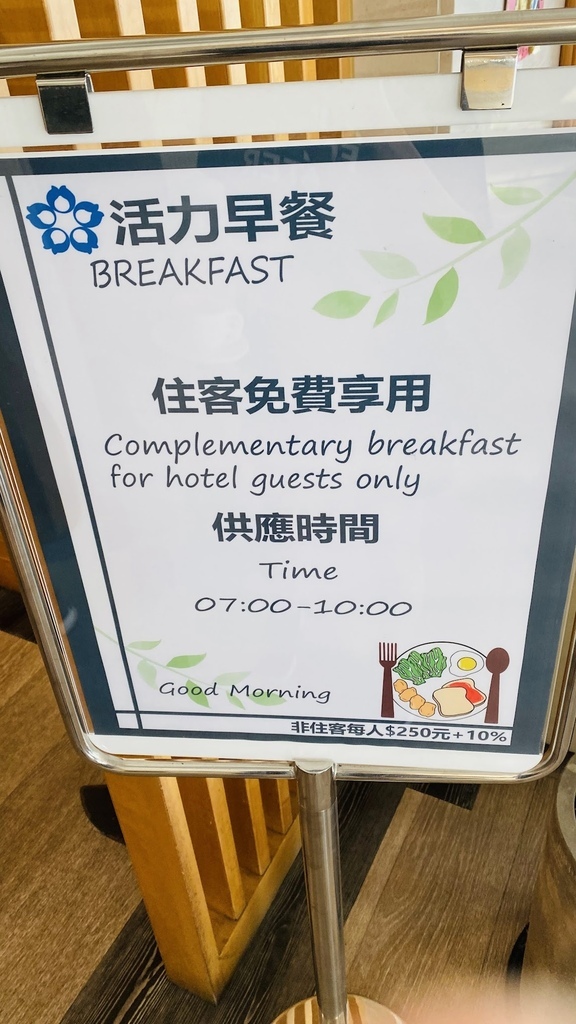 活力早餐
BREAKFAST
住客免費享用
Complementary breakfast
for hotel guests only
供應時間
Time
07:00-10:00
Good Morning
非住客每人$250元+10%